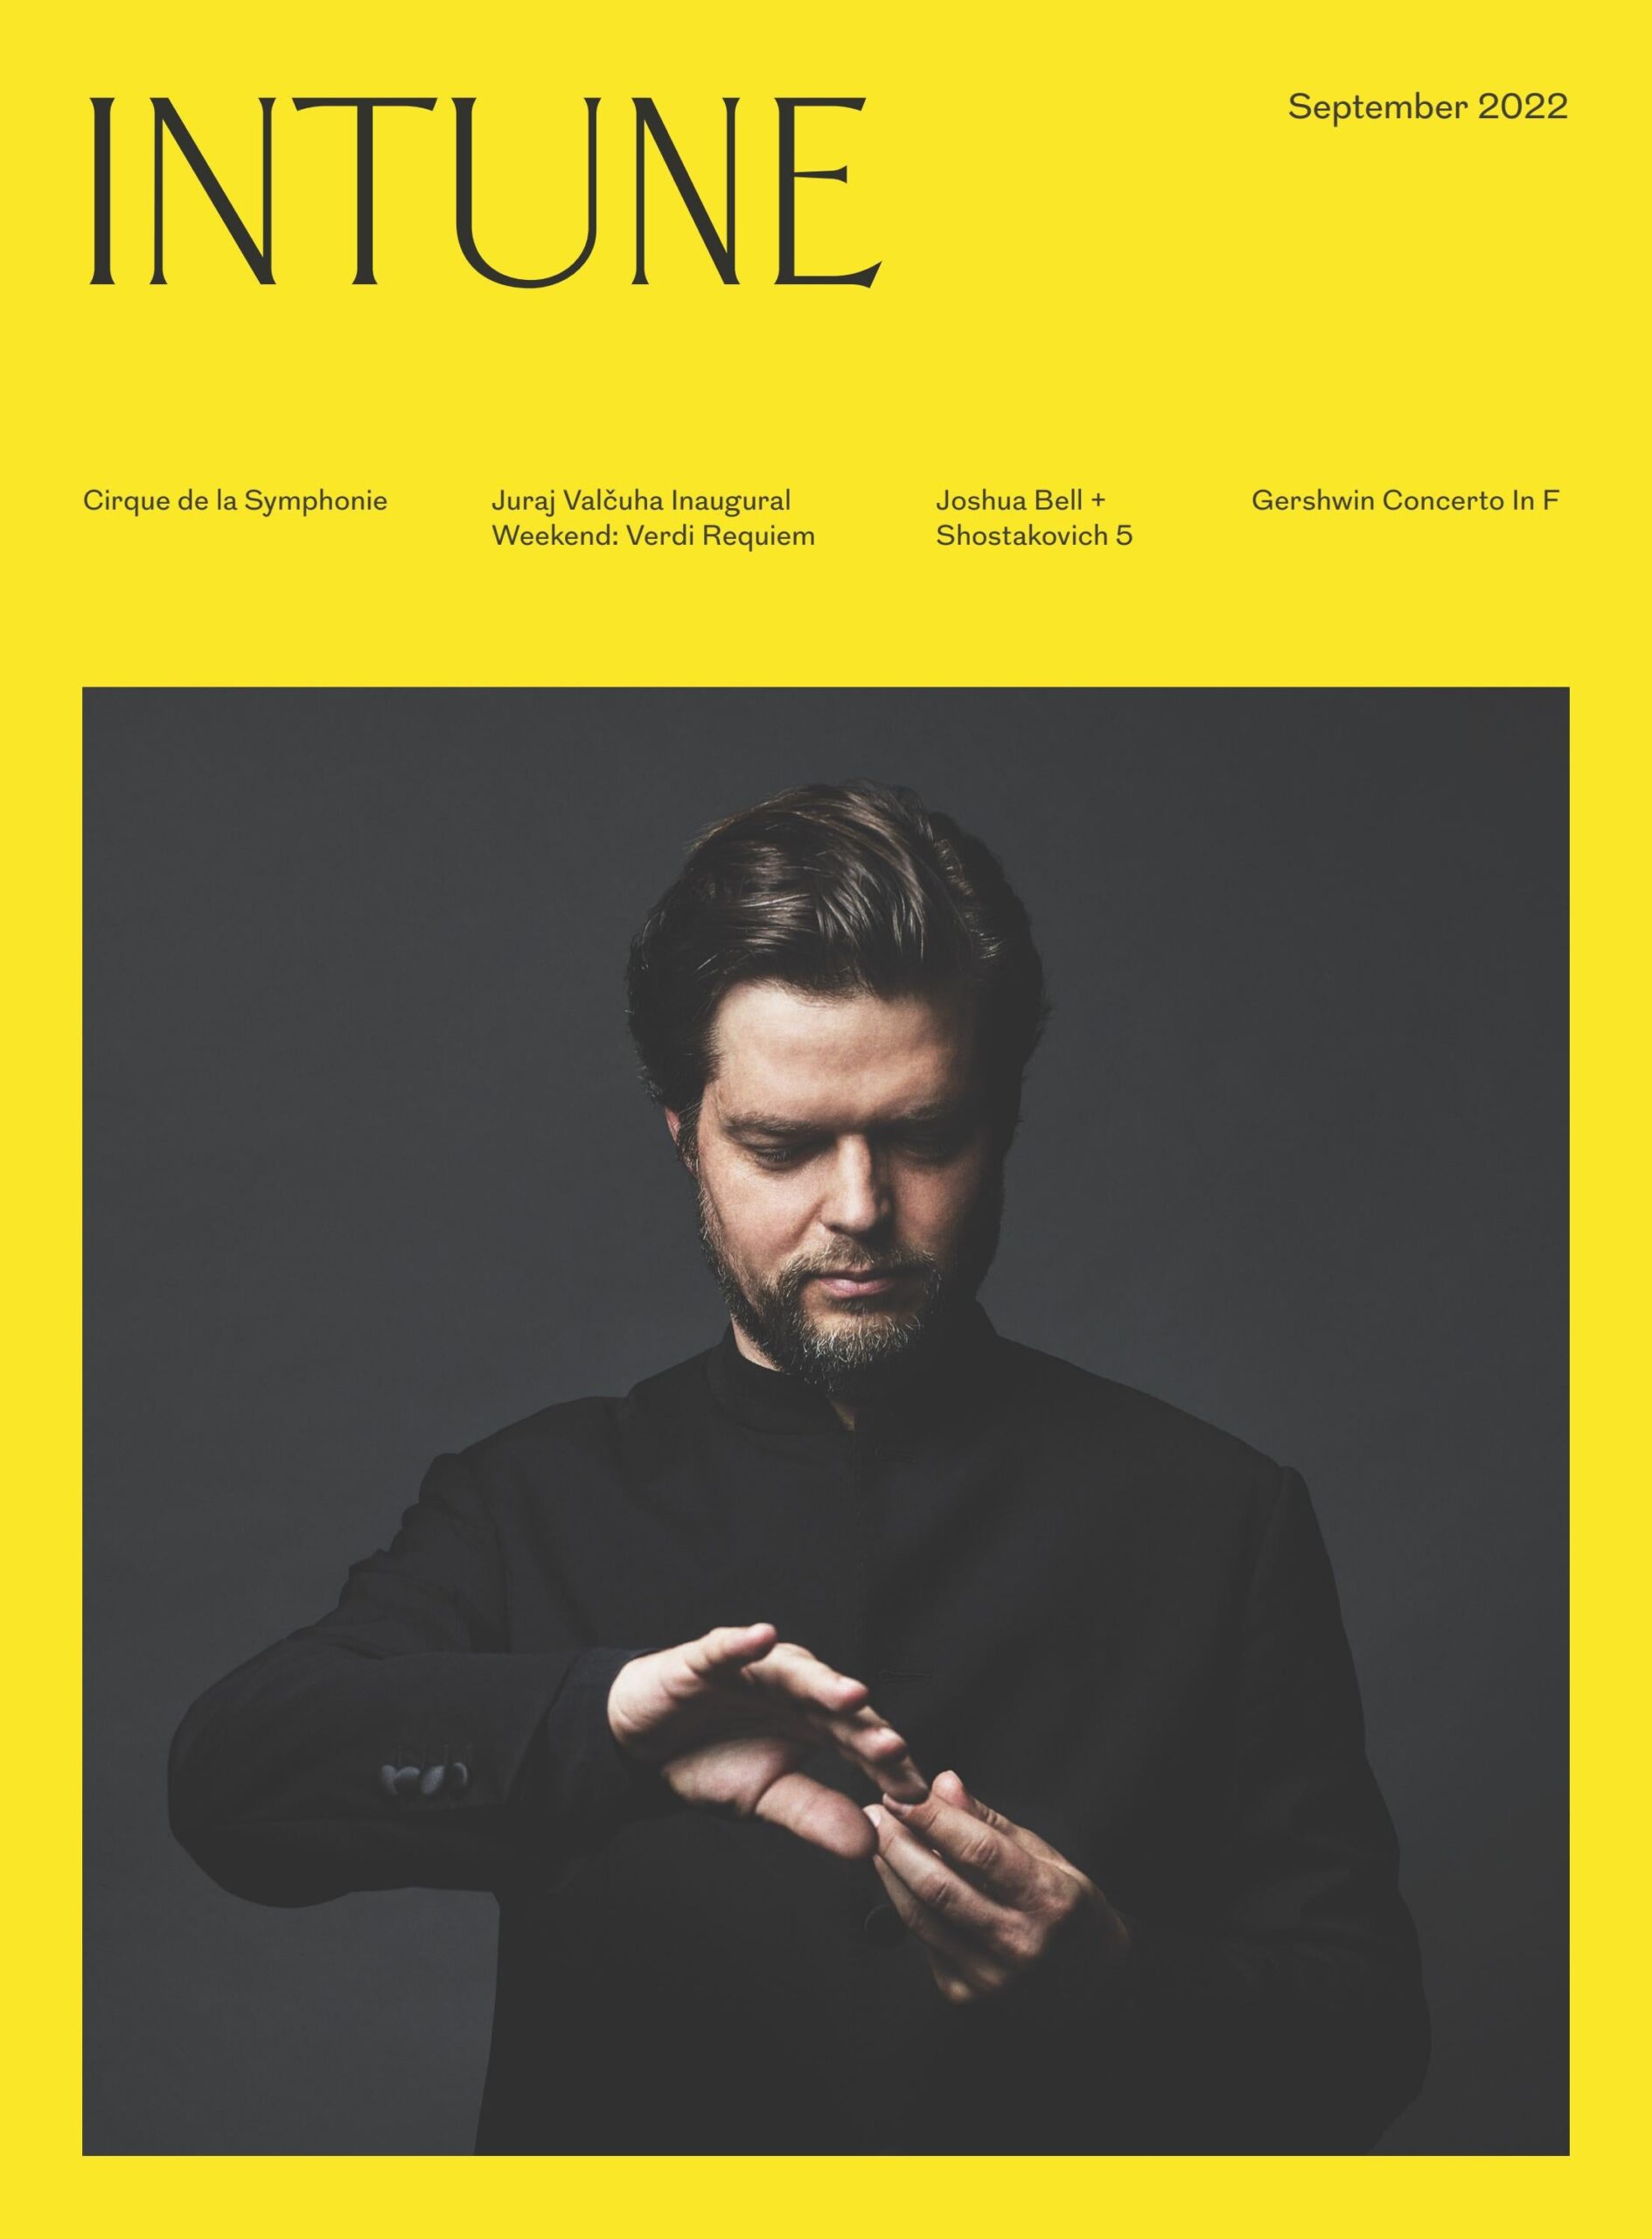 INTUNE
September 2022
Cirque de la Symphonie
Juraj Valčuha Inaugural
Weekend: Verdi Requiem
Joshua Bell +
Shostakovich 5
Gershwin Concerto In F